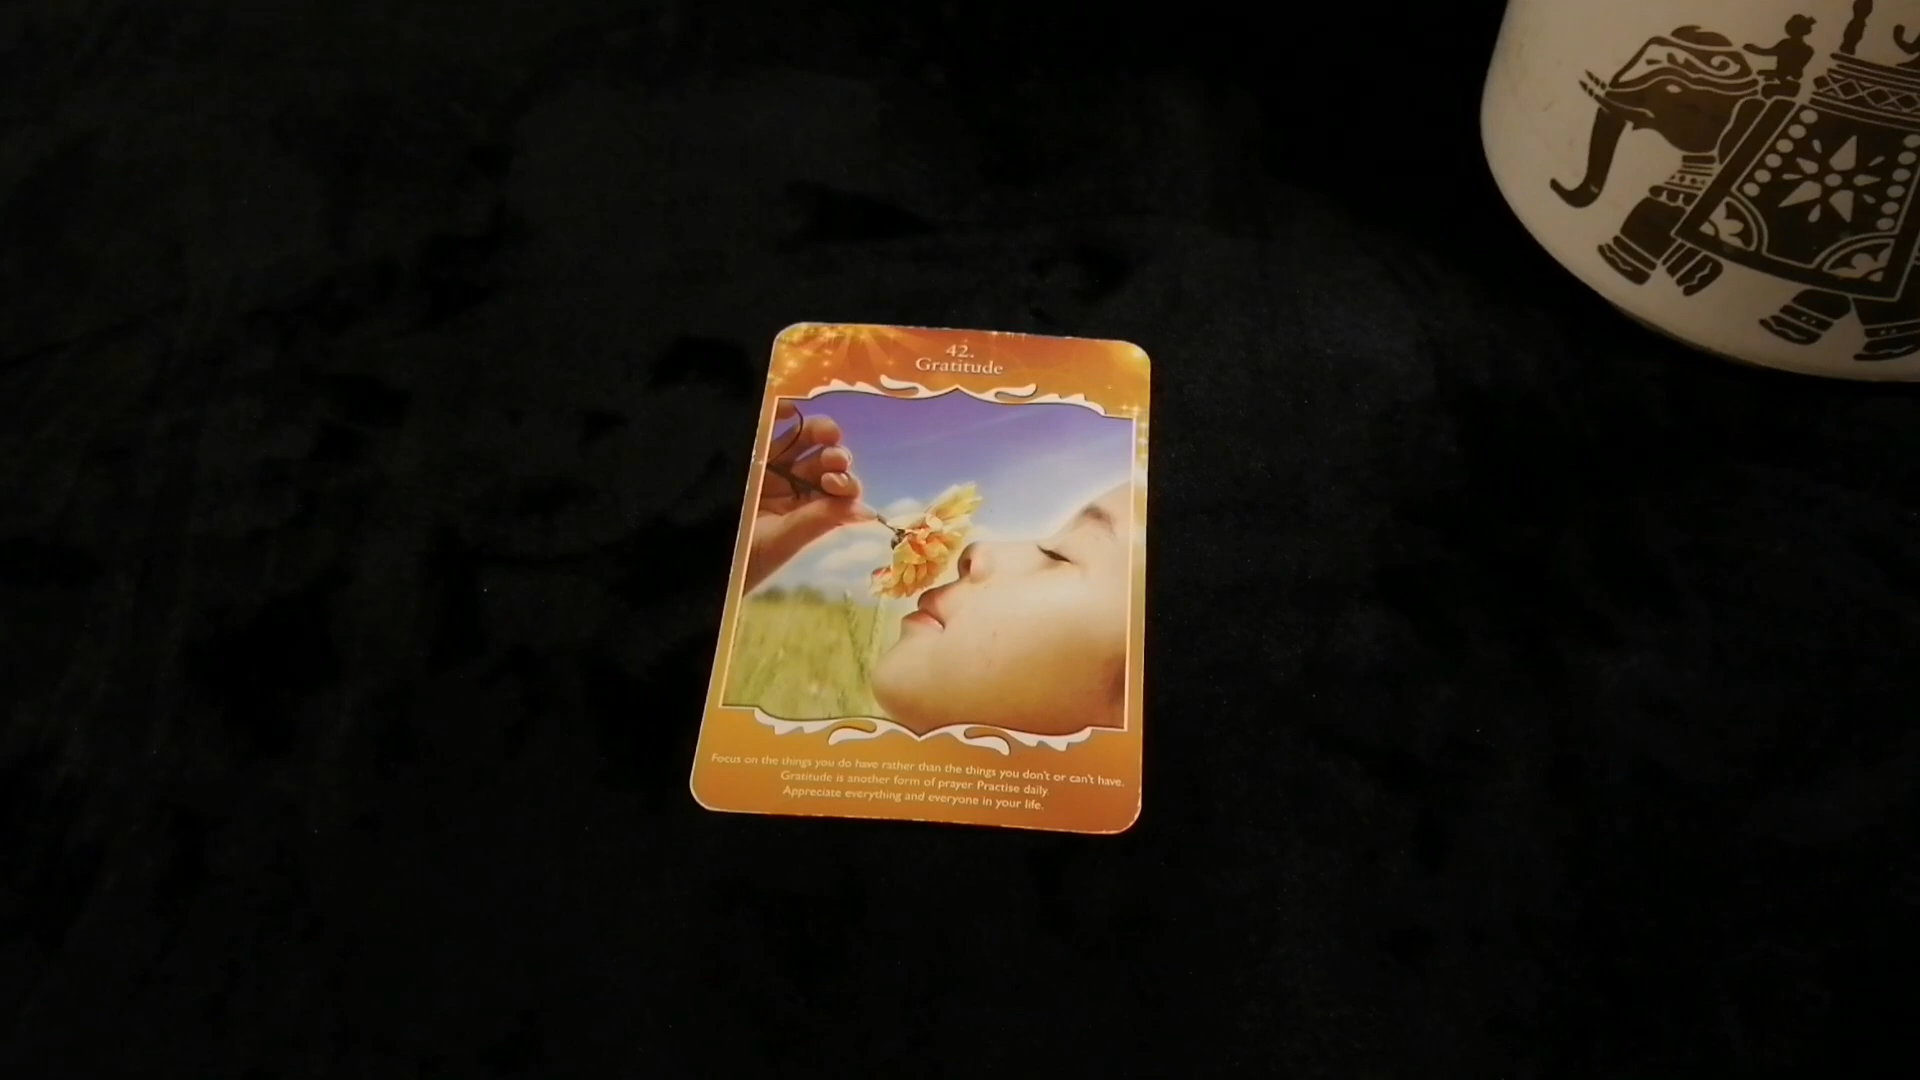 42.
Gratitude
Focus on the things you do have rather than the things you don't or can't have.
Gratitude is another form of prayer. Practise daily.
Appreciate everything and everyone in your life.